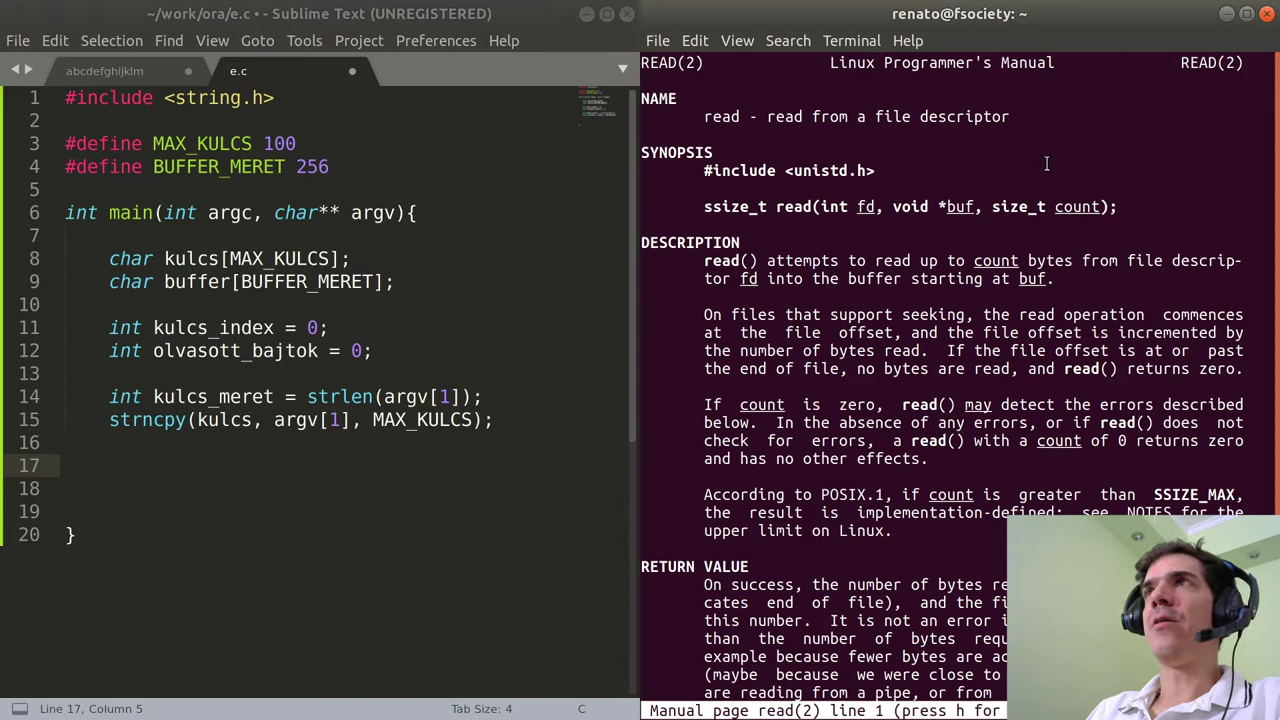 ~/work/ora/e.c • - Sublime Text (UNREGISTERED)
File Edit Selection Find View Goto Tools Project Preferences Help
abcdefghijklm
e.c
1 #include <string.h>
2
3 #define MAX_KULCS 100
4 #define BUFFER_MERET 256
5
6 int main(int argc, char** argv){
7
8 char kulcs[MAX_KULCS];
9 char buffer[BUFFER_MERET];
10
11 int kulcs_index = 0;
12 int olvasott_bajtok = 0;
13
14 int kulcs_meret = strlen(argv[1]);
15 strncpy(kulcs, argv[1], MAX_KULCS);
16
17
18
19
20 }
Line 17, Column 5
Tab Size: 4
C
renato@fsociety: ~
File Edit View Search Terminal Help
READ(2) Linux Programmer's Manual READ(2)
NAME
read - read from a file descriptor
SYNOPSIS
#include <unistd.h>
ssize_t read(int fd, void *buf, size_t count);
DESCRIPTION
read() attempts to read up to count bytes from file descrip-
tor fd into the buffer starting at buf.
On files that support seeking, the read operation commences
at the file offset, and the file offset is incremented by
the number of bytes read. If the file offset is at or past
the end of file, no bytes are read, and read() returns zero.
If count is zero, read() may detect the errors described
below. In the absence of any errors, or if read() does not
check for errors, a read() with a count of 0 returns zero
and has no other effects.
According to POSIX.1, if count is greater than SSIZE_MAX,
the result is implementation-defined; see NOTES for the
upper limit on Linux.
RETURN VALUE
On success, the number of bytes re
cates end of file), and the fi
this number. It is not an error i
than the number of bytes requ
example because fewer bytes are ac
(maybe because we were close to
are reading from a pipe, or from
Manual page read(2) line 1 (press h for